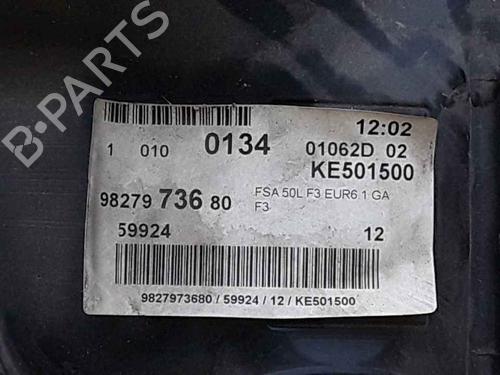 12:02
1 010 0134 01062D 02
KE501500
98279 736 80 FSA 50L F3 EUR6 1 GA
F3
59924 12
9827973680 / 59924 / 12 / KE501500
B-PARTS